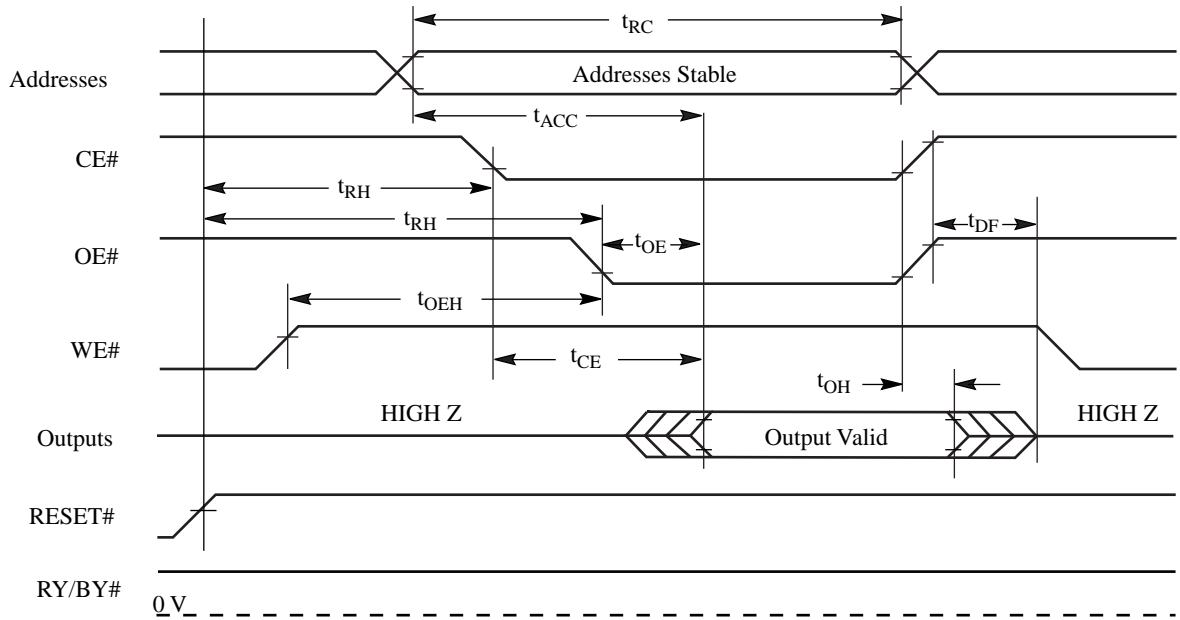 tRC
Addresses
Addresses Stable
tACC
CE#
tRH
tRH
tOE
tDF
OE#
tOEH
WE#
tCE
tOH
HIGH Z
HIGH Z
Outputs
Output Valid
RESET#
RY/BY#
0 V